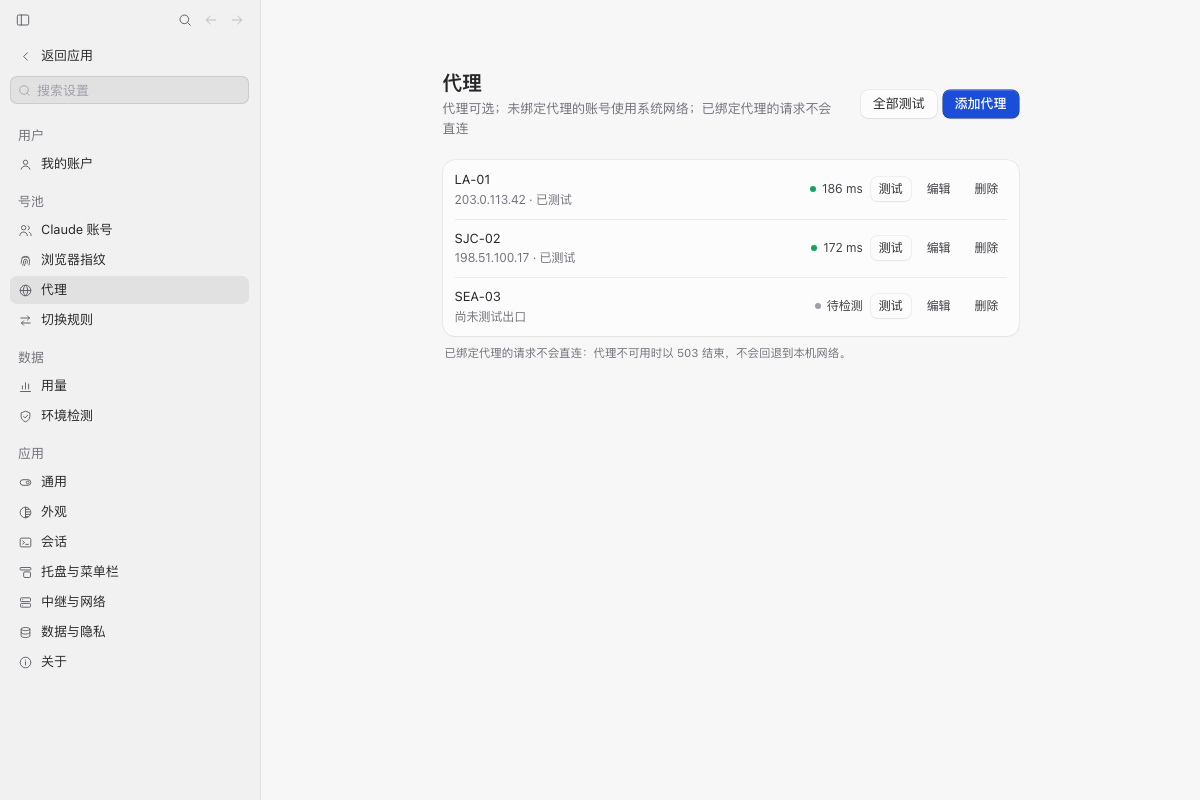 返回应用
搜索设置
用户
我的账户
号池
Claude 账号
浏览器指纹
代理
切换规则
数据
用量
环境检测
应用
通用
外观
会话
托盘与菜单栏
中继与网络
数据与隐私
关于
代理
代理可选；未绑定代理的账号使用系统网络；已绑定代理的请求不会
直连
全部测试
添加代理
LA-01
203.0.113.42 · 已测试
186 ms
测试
编辑
删除
SJC-02
198.51.100.17 · 已测试
172 ms
测试
编辑
删除
SEA-03
尚未测试出口
待检测
测试
编辑
删除
已绑定代理的请求不会直连：代理不可用时以 503 结束，不会回退到本机网络。